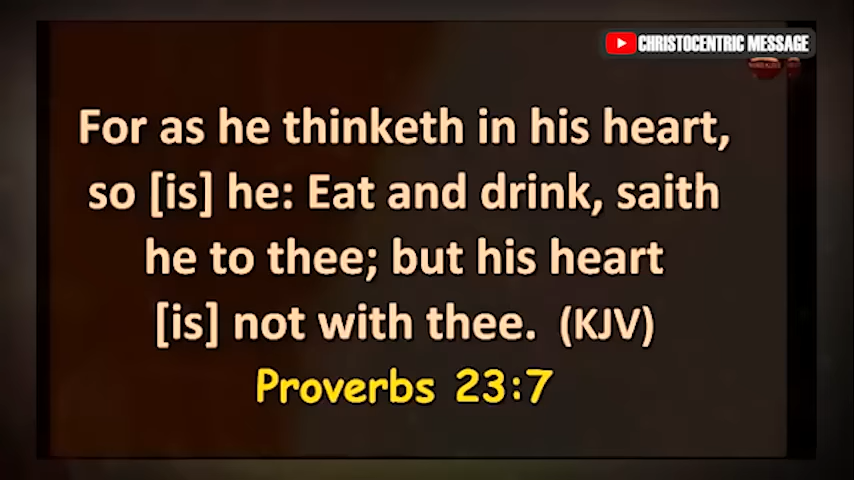 CHRISTOCENTRIC MESSAGE
For as he thinketh in his heart,
so [is] he: Eat and drink, saith
he to thee; but his heart
[is] not with thee. (KJV)
Proverbs 23:7